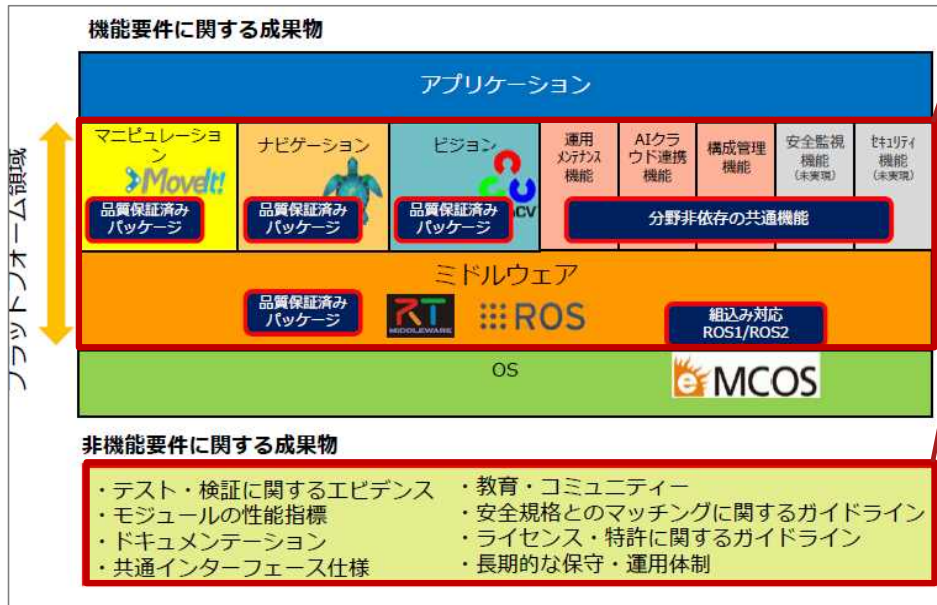 機能要件に関する成果物
アプリケーション
プラットフォーム領域
マニピュレーショ
ン
MoveIt!
品質保証済み
パッケージ
ナビゲーション
品質保証済み
パッケージ
ビジョン
CV
品質保証済み
パッケージ
運用
メンテナンス
機能
AIクラ
ウド連携
機能
構成管理
機能
安全監視
機能
(未実現)
セキュリティ
機能
(未実現)
分野非依存の共通機能
ミドルウェア
品質保証済み
パッケージ
RT
MIDDLEWARE
ROS
組込み対応
ROS1/ROS2
OS
eMCOS
非機能要件に関する成果物
・テスト・検証に関するエビデンス
・モジュールの性能指標
・ドキュメンテーション
・共通インターフェース仕様
・教育・コミュニティー
・安全規格とのマッチングに関するガイドライン
・ライセンス・特許に関するガイドライン
・長期的な保守・運用体制